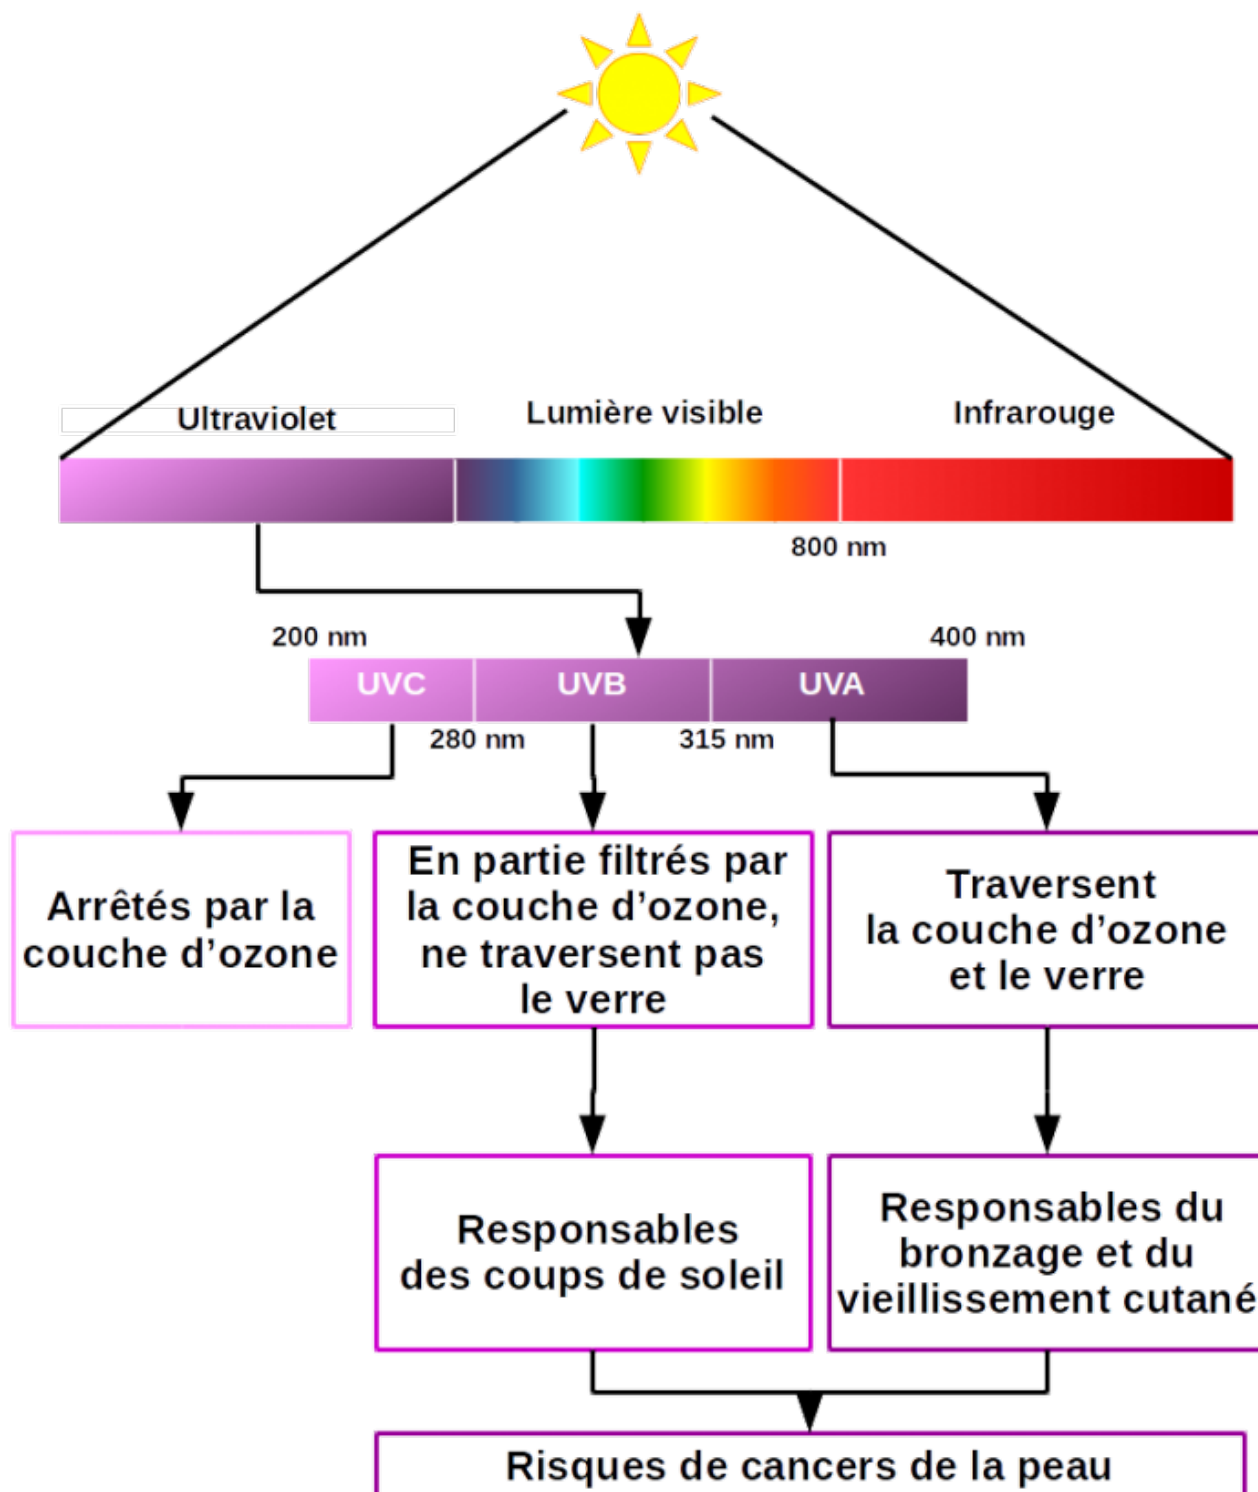 Ultraviolet
Lumière visible
Infrarouge
800 nm
200 nm
400 nm
UVC
UVB
UVA
280 nm
315 nm
Arrêtés par la
couche d’ozone
En partie filtrés par
la couche d’ozone,
ne traversent pas
le verre
Traversent
la couche d’ozone
et le verre
Responsables
des coups de soleil
Responsables du
bronzage et du
vieillissement cutané
Risques de cancers de la peau